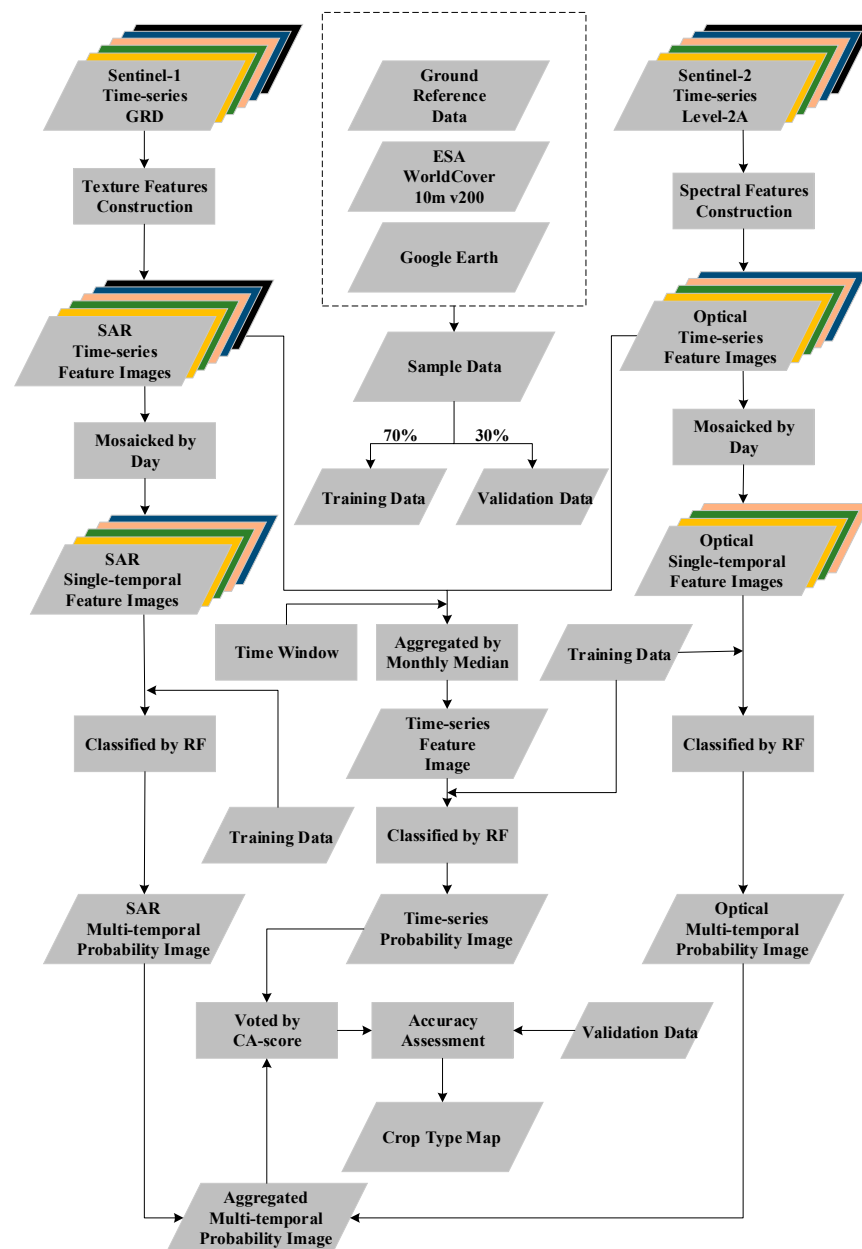 Sentinel-1
Time-series
GRD
Ground
Reference
Data
Sentinel-2
Time-series
Level-2A
ESA
WorldCover
10m v200
Texture Features
Construction
Spectral Features
Construction
Google Earth
SAR
Time-series
Feature Images
Optical
Time-series
Feature Images
Sample Data
Mosaicked by
Day
70%
30%
Mosaicked by
Day
Training Data
Validation Data
SAR
Single-temporal
Feature Images
Optical
Single-temporal
Feature Images
Time Window
Aggregated by
Monthly Median
Training Data
Classified by RF
Time-series
Feature
Image
Classified by RF
Training Data
Classified by RF
SAR
Multi-temporal
Probability Image
Time-series
Probability Image
Optical
Multi-temporal
Probability Image
Voted by
CA-score
Accuracy
Assessment
Validation Data
Crop Type Map
Aggregated
Multi-temporal
Probability Image